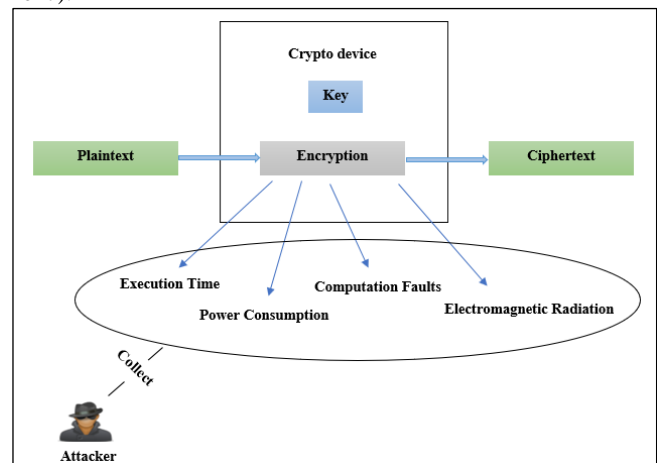 Crypto device
Key
Plaintext
Encryption
Ciphertext
Execution Time
Computation Faults
Power Consumption
Electromagnetic Radiation
Collect
Attacker